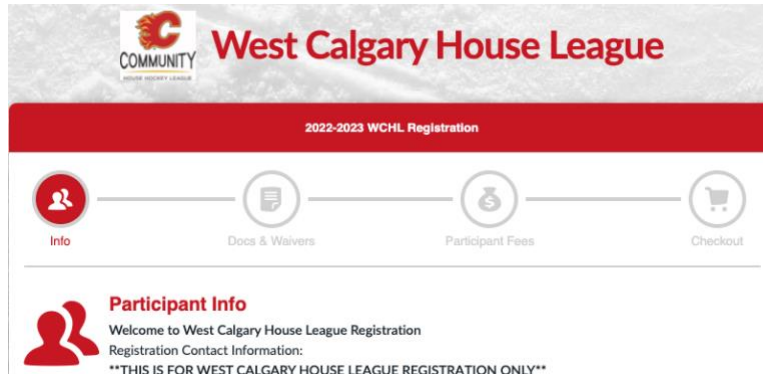 COMMUNITY
HOUSE HOCKEY LEAGUE
West Calgary House League
2022-2023 WCHL Registration
Info
Docs & Waivers
Participant Fees
Checkout
Participant Info
Welcome to West Calgary House League Registration
Registration Contact Information:
**THIS IS FOR WEST CALGARY HOUSE LEAGUE REGISTRATION ONLY**